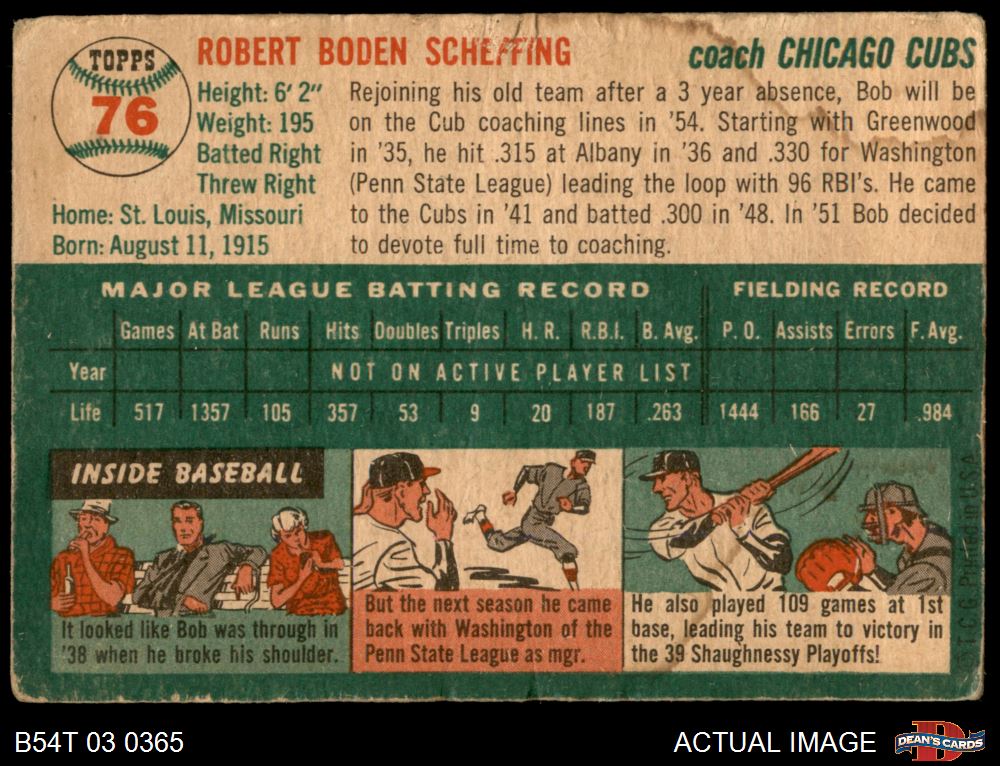 TOPPS
76
ROBERT BODEN SCHEFFING
coach CHICAGO CUBS
Height: 6' 2"
Weight: 195
Batted Right
Threw Right
Home: St. Louis, Missouri
Born: August 11, 1915
Rejoining his old team after a 3 year absence, Bob will be
on the Cub coaching lines in '54. Starting with Greenwood
in '35, he hit .315 at Albany in '36 and .330 for Washington
(Penn State League) leading the loop with 96 RBI's. He came
to the Cubs in '41 and batted .300 in '48. In '51 Bob decided
to devote full time to coaching.
MAJOR LEAGUE BATTING RECORD FIELDING RECORD
Games At Bat Runs Hits Doubles Triples H. R. R.B.I. B. Avg. P. O. Assists Errors F. Avg.
Year NOT ON ACTIVE PLAYER LIST
Life 517 1357 105 357 53 9 20 187 .263 1444 166 27 .984
INSIDE BASEBALL
It looked like Bob was through in
'38 when he broke his shoulder.
But the next season he came
back with Washington of the
Penn State League as mgr.
He also played 109 games at 1st
base, leading his team to victory in
the 39 Shaughnessy Playoffs!
© T.C.G. Printed in U.S.A.
B54T 03 0365
ACTUAL IMAGE
DEAN'S CARDS